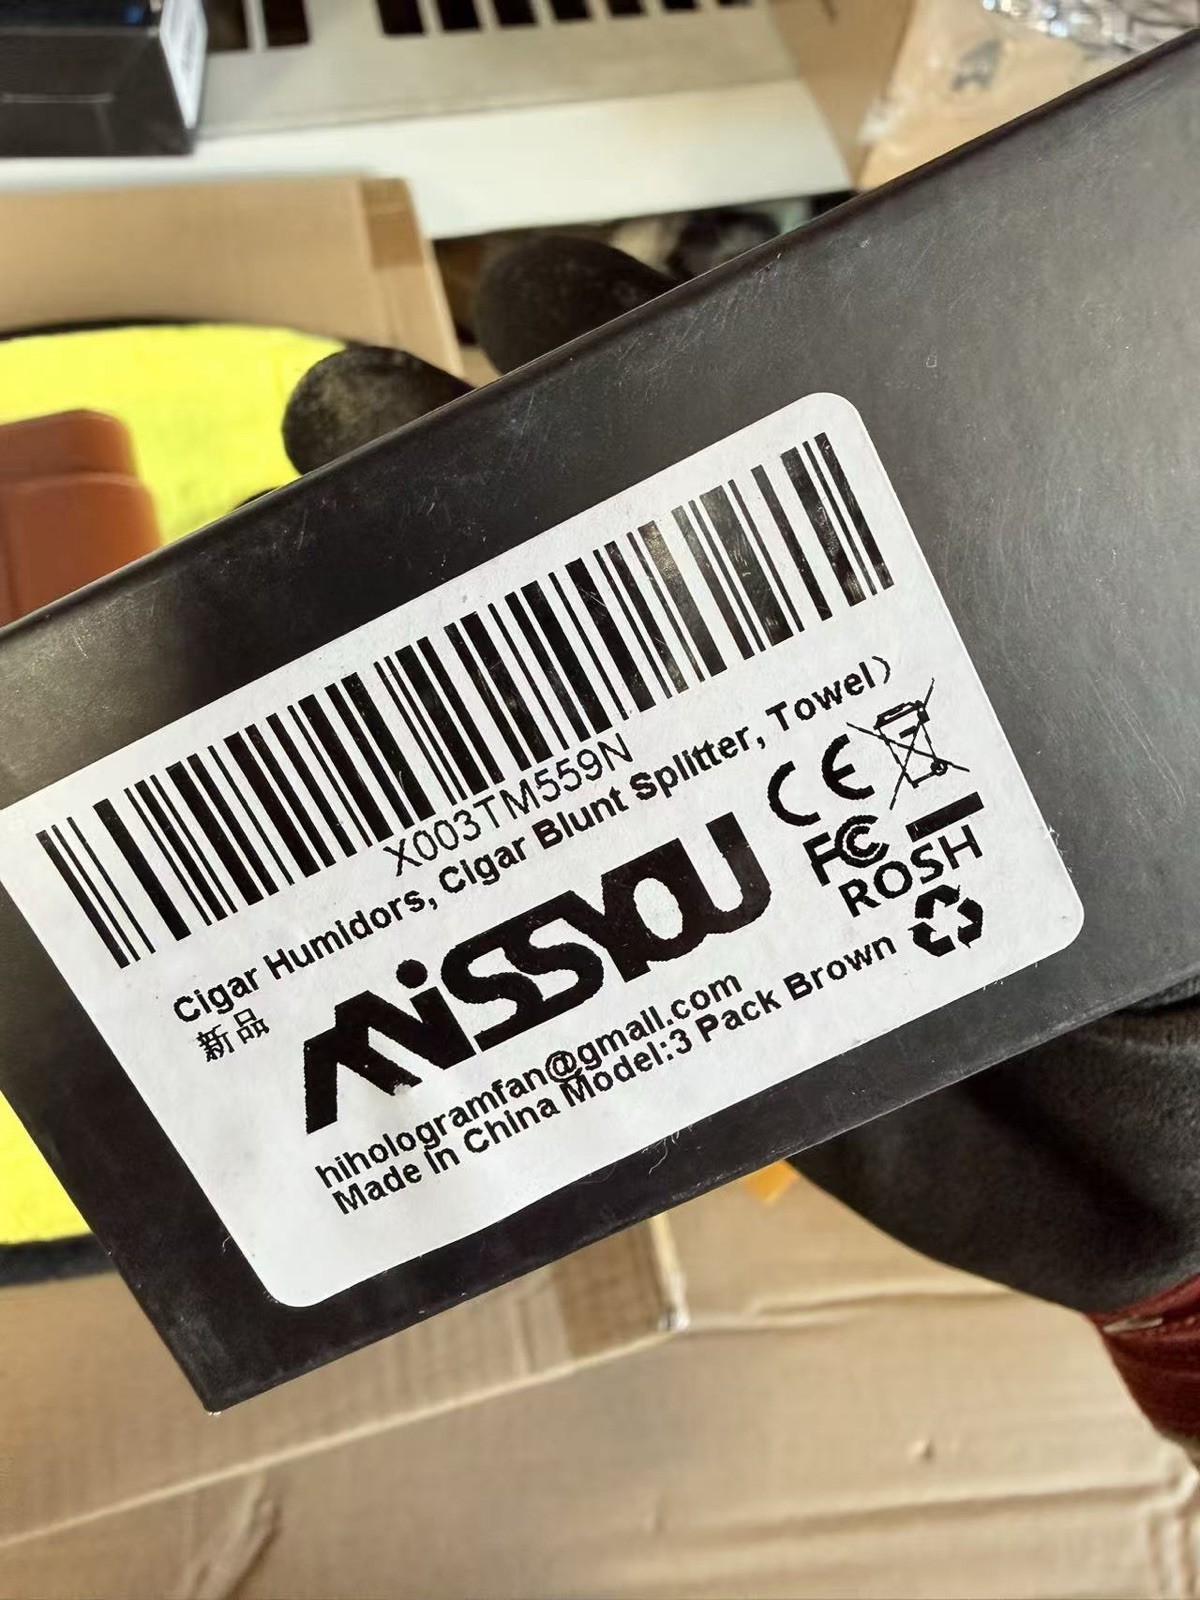 X003TM559N
Cigar Humidors, Cigar Blunt Splitter, Towel）
新品
MiSSYOU
CE
FC
ROSH
hihologramfan@gmall.com
Made In China Model:3 Pack Brown